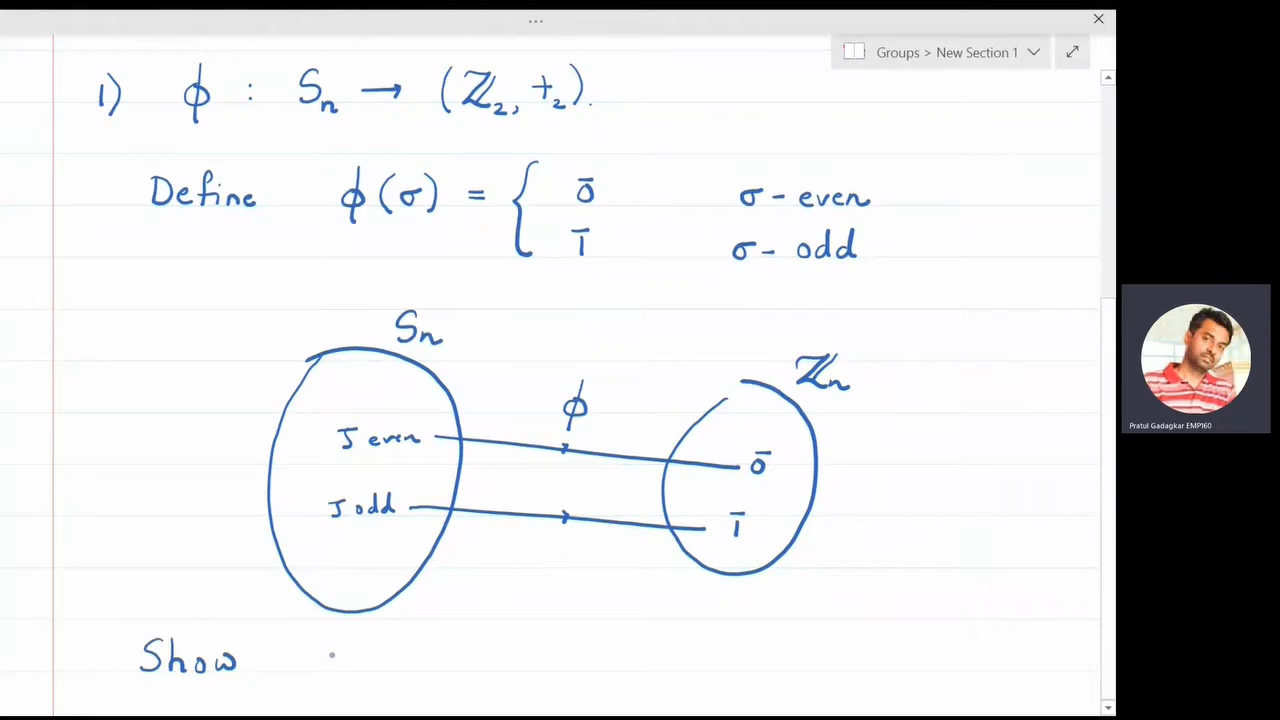 ...
Groups > New Section 1
1) ϕ : Sₙ → (ℤ₂, +₂).
Define ϕ(σ) = { 0̄ σ - even
1̄ σ - odd
Sₙ
ℤₙ
ϕ
σ even
0̄
σ odd
1̄
Show
Pratul Gadagkar EMP160